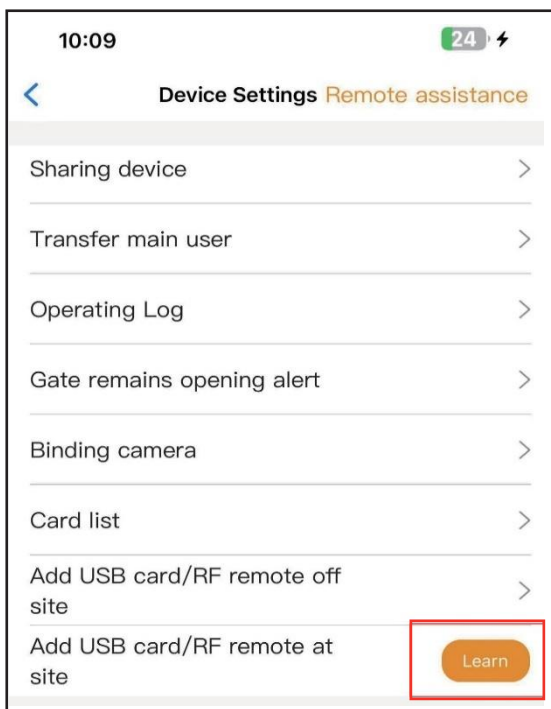 10:09 24
Device Settings Remote assistance
Sharing device
Transfer main user
Operating Log
Gate remains opening alert
Binding camera
Card list
Add USB card/RF remote off
site
Add USB card/RF remote at
site
Learn